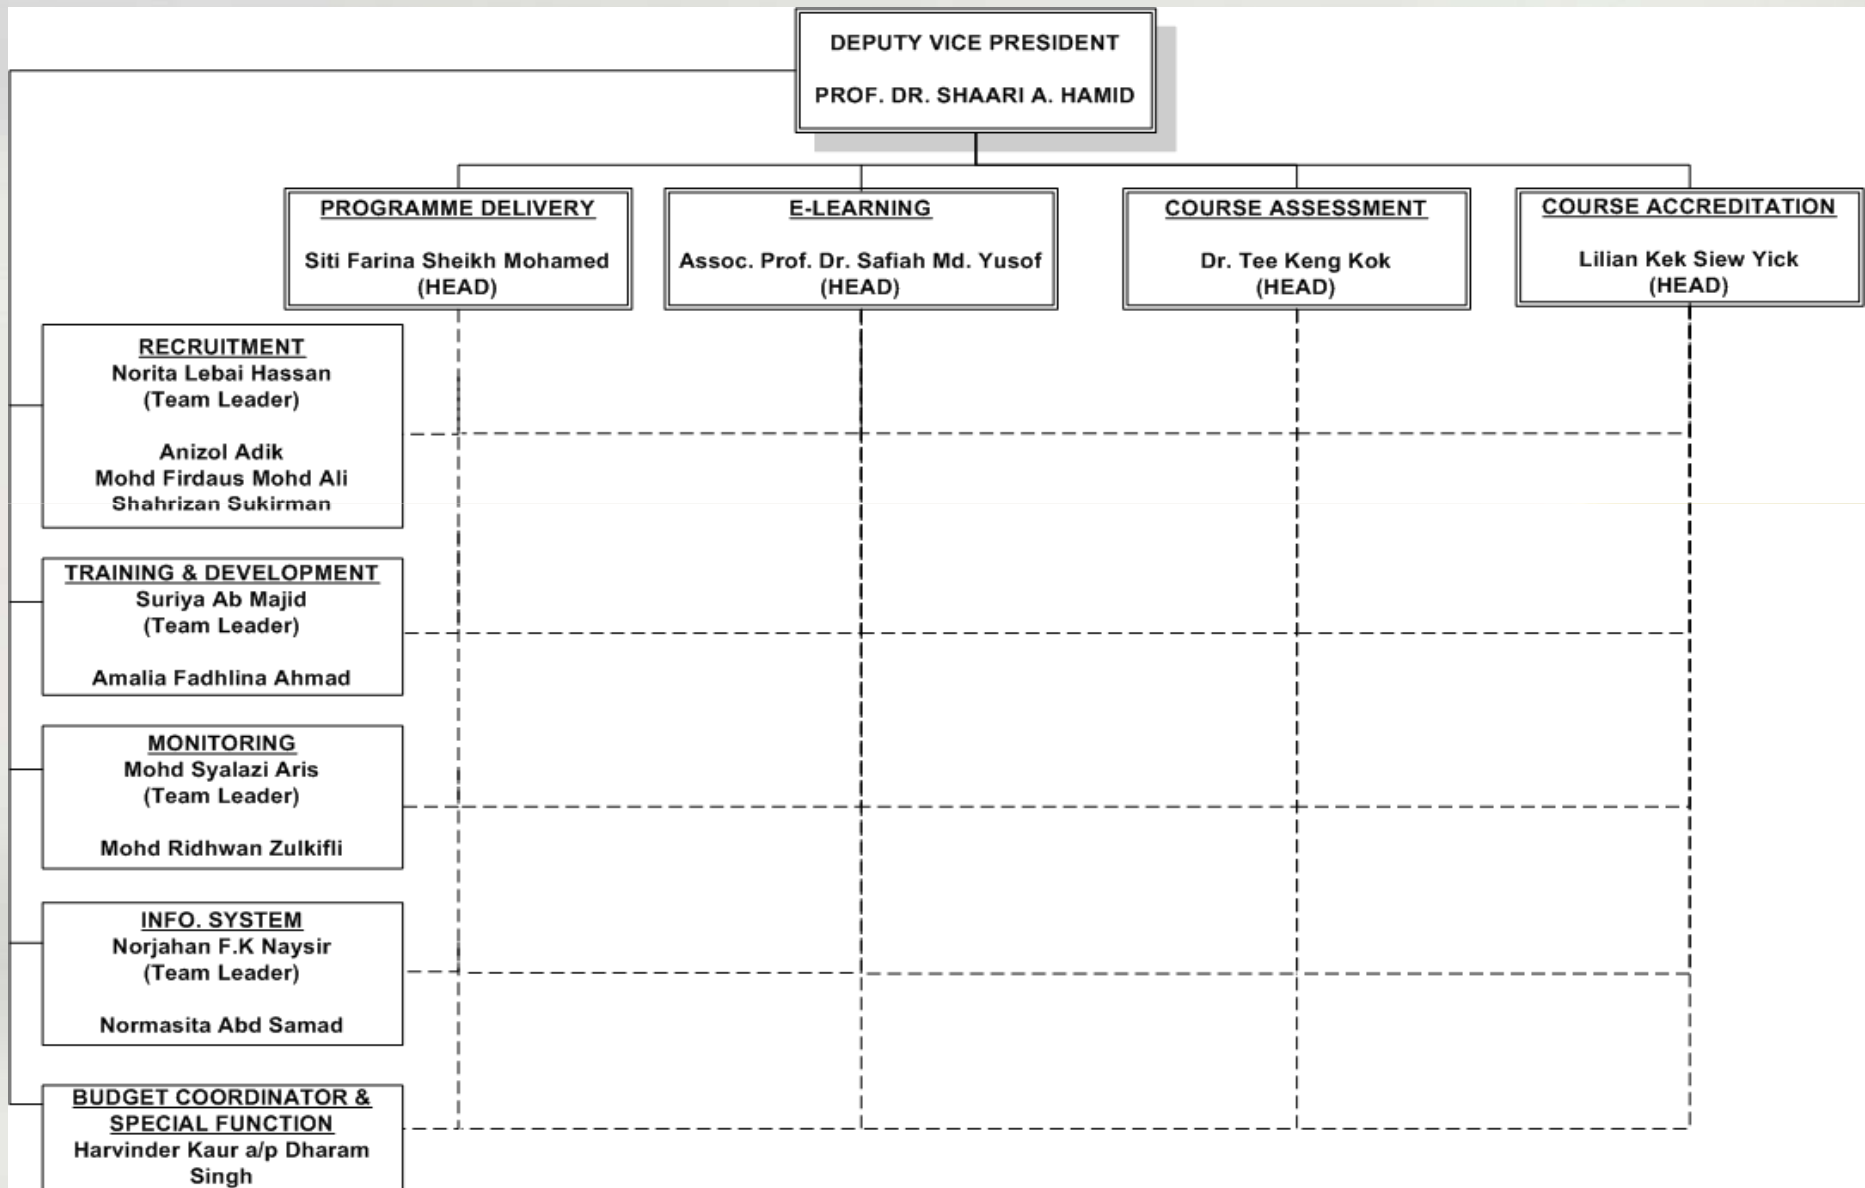 DEPUTY VICE PRESIDENT
PROF. DR. SHAARI A. HAMID
PROGRAMME DELIVERY
Siti Farina Sheikh Mohamed
(HEAD)
E-LEARNING
Assoc. Prof. Dr. Safiah Md. Yusof
(HEAD)
COURSE ASSESSMENT
Dr. Tee Keng Kok
(HEAD)
COURSE ACCREDITATION
Lilian Kek Siew Yick
(HEAD)
RECRUITMENT
Norita Lebai Hassan
(Team Leader)
Anizol Adik
Mohd Firdaus Mohd Ali
Shahrizan Sukirman
TRAINING & DEVELOPMENT
Suriya Ab Majid
(Team Leader)
Amalia Fadhlina Ahmad
MONITORING
Mohd Syalazi Aris
(Team Leader)
Mohd Ridhwan Zulkifli
INFO. SYSTEM
Norjahan F.K Naysir
(Team Leader)
Normasita Abd Samad
BUDGET COORDINATOR &
SPECIAL FUNCTION
Harvinder Kaur a/p Dharam
Singh